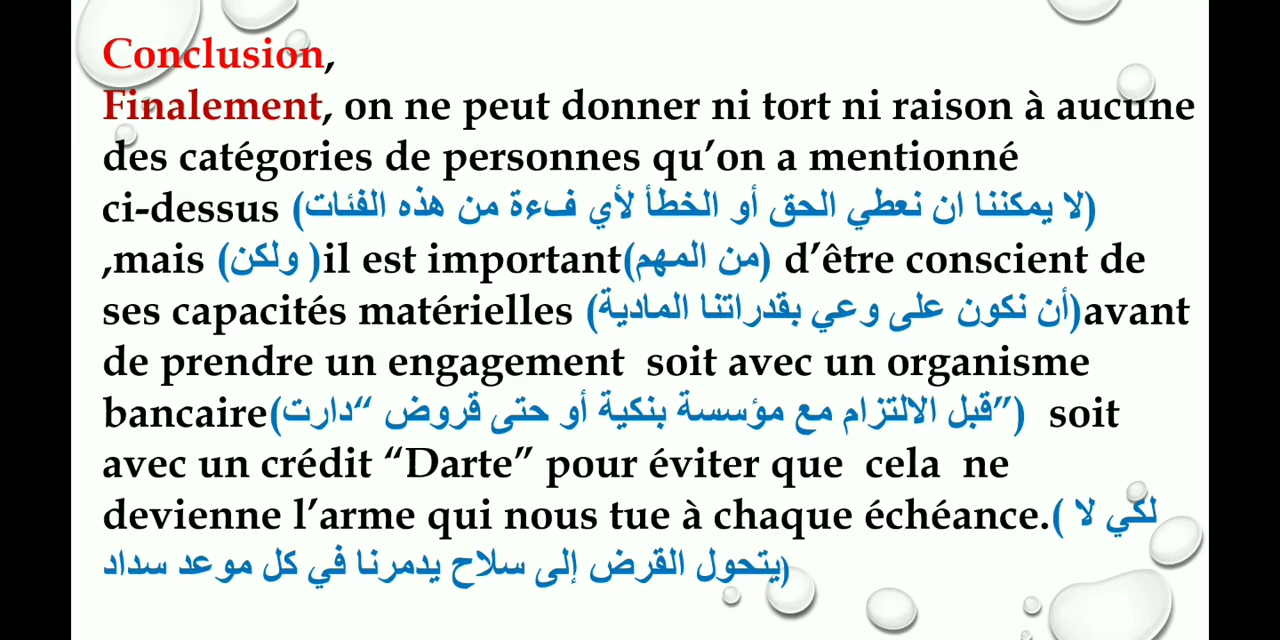 Conclusion,
Finalement, on ne peut donner ni tort ni raison à aucune
des catégories de personnes qu’on a mentionné
ci-dessus (لا يمكننا ان نعطي الحق أو الخطأ لأي فءة من هذه الفئات)
,mais (ولكن )il est important(من المهم) d’être conscient de
ses capacités matérielles (أن نكون على وعي بقدراتنا المادية)avant
de prendre un engagement soit avec un organisme
bancaire(قبل الالتزام مع مؤسسة بنكية أو حتى قروض “دارت”) soit
avec un crédit “Darte” pour éviter que cela ne
devienne l’arme qui nous tue à chaque échéance.(لكي لا
يتحول القرض إلى سلاح يدمرنا في كل موعد سداد)